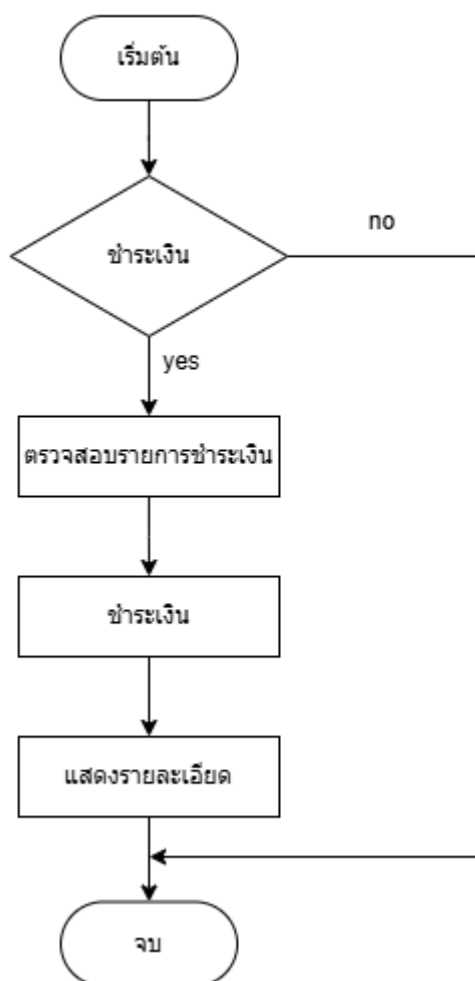 เริ่มต้น
ชำระเงิน
no
yes
ตรวจสอบรายการชำระเงิน
ชำระเงิน
แสดงรายละเอียด
จบ